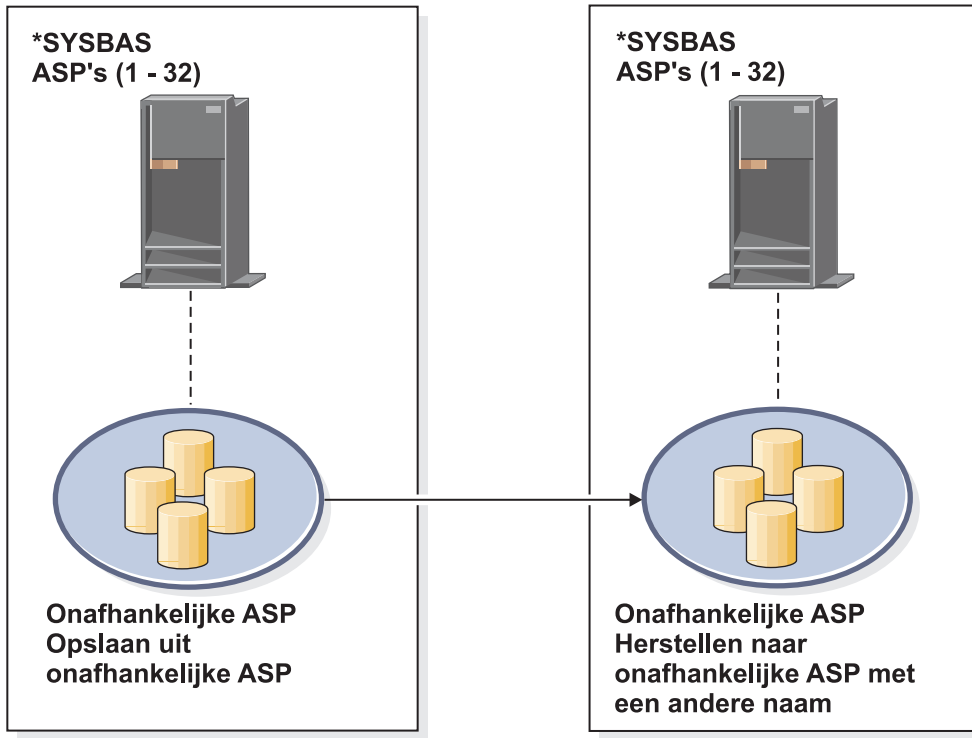 *SYSBAS
ASP's (1 - 32)
Onafhankelijke ASP
Opslaan uit
onafhankelijke ASP
*SYSBAS
ASP's (1 - 32)
Onafhankelijke ASP
Herstellen naar
onafhankelijke ASP met
een andere naam